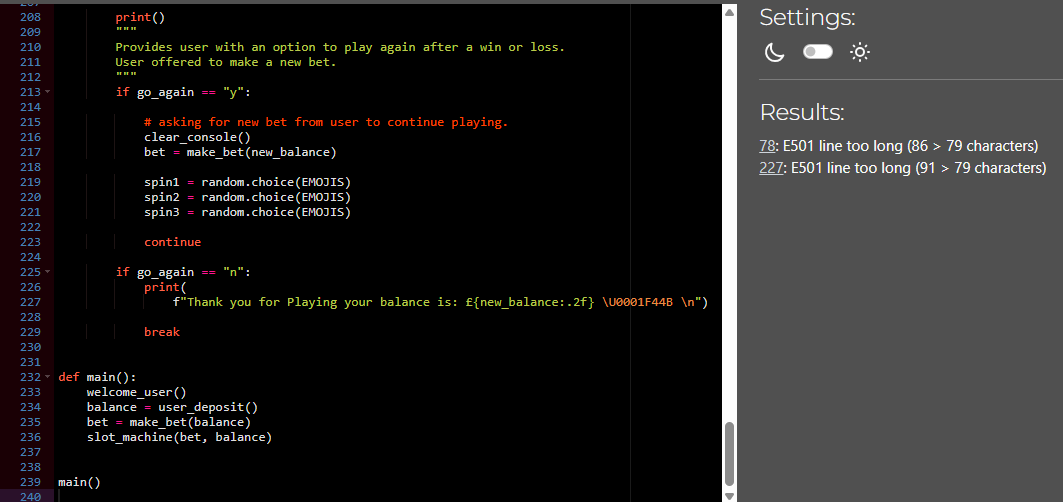 207
208 print()
209 """
210 Provides user with an option to play again after a win or loss.
211 User offered to make a new bet.
212 """
213 if go_again == "y":
214
215 # asking for new bet from user to continue playing.
216 clear_console()
217 bet = make_bet(new_balance)
218
219 spin1 = random.choice(EMOJIS)
220 spin2 = random.choice(EMOJIS)
221 spin3 = random.choice(EMOJIS)
222
223 continue
224
225 if go_again == "n":
226 print(
227 f"Thank you for Playing your balance is: £{new_balance:.2f} \U0001F44B \n")
228
229 break
230
231
232 def main():
233 welcome_user()
234 balance = user_deposit()
235 bet = make_bet(balance)
236 slot_machine(bet, balance)
237
238
239 main()
240
Settings:
Results:
78: E501 line too long (86 > 79 characters)
227: E501 line too long (91 > 79 characters)